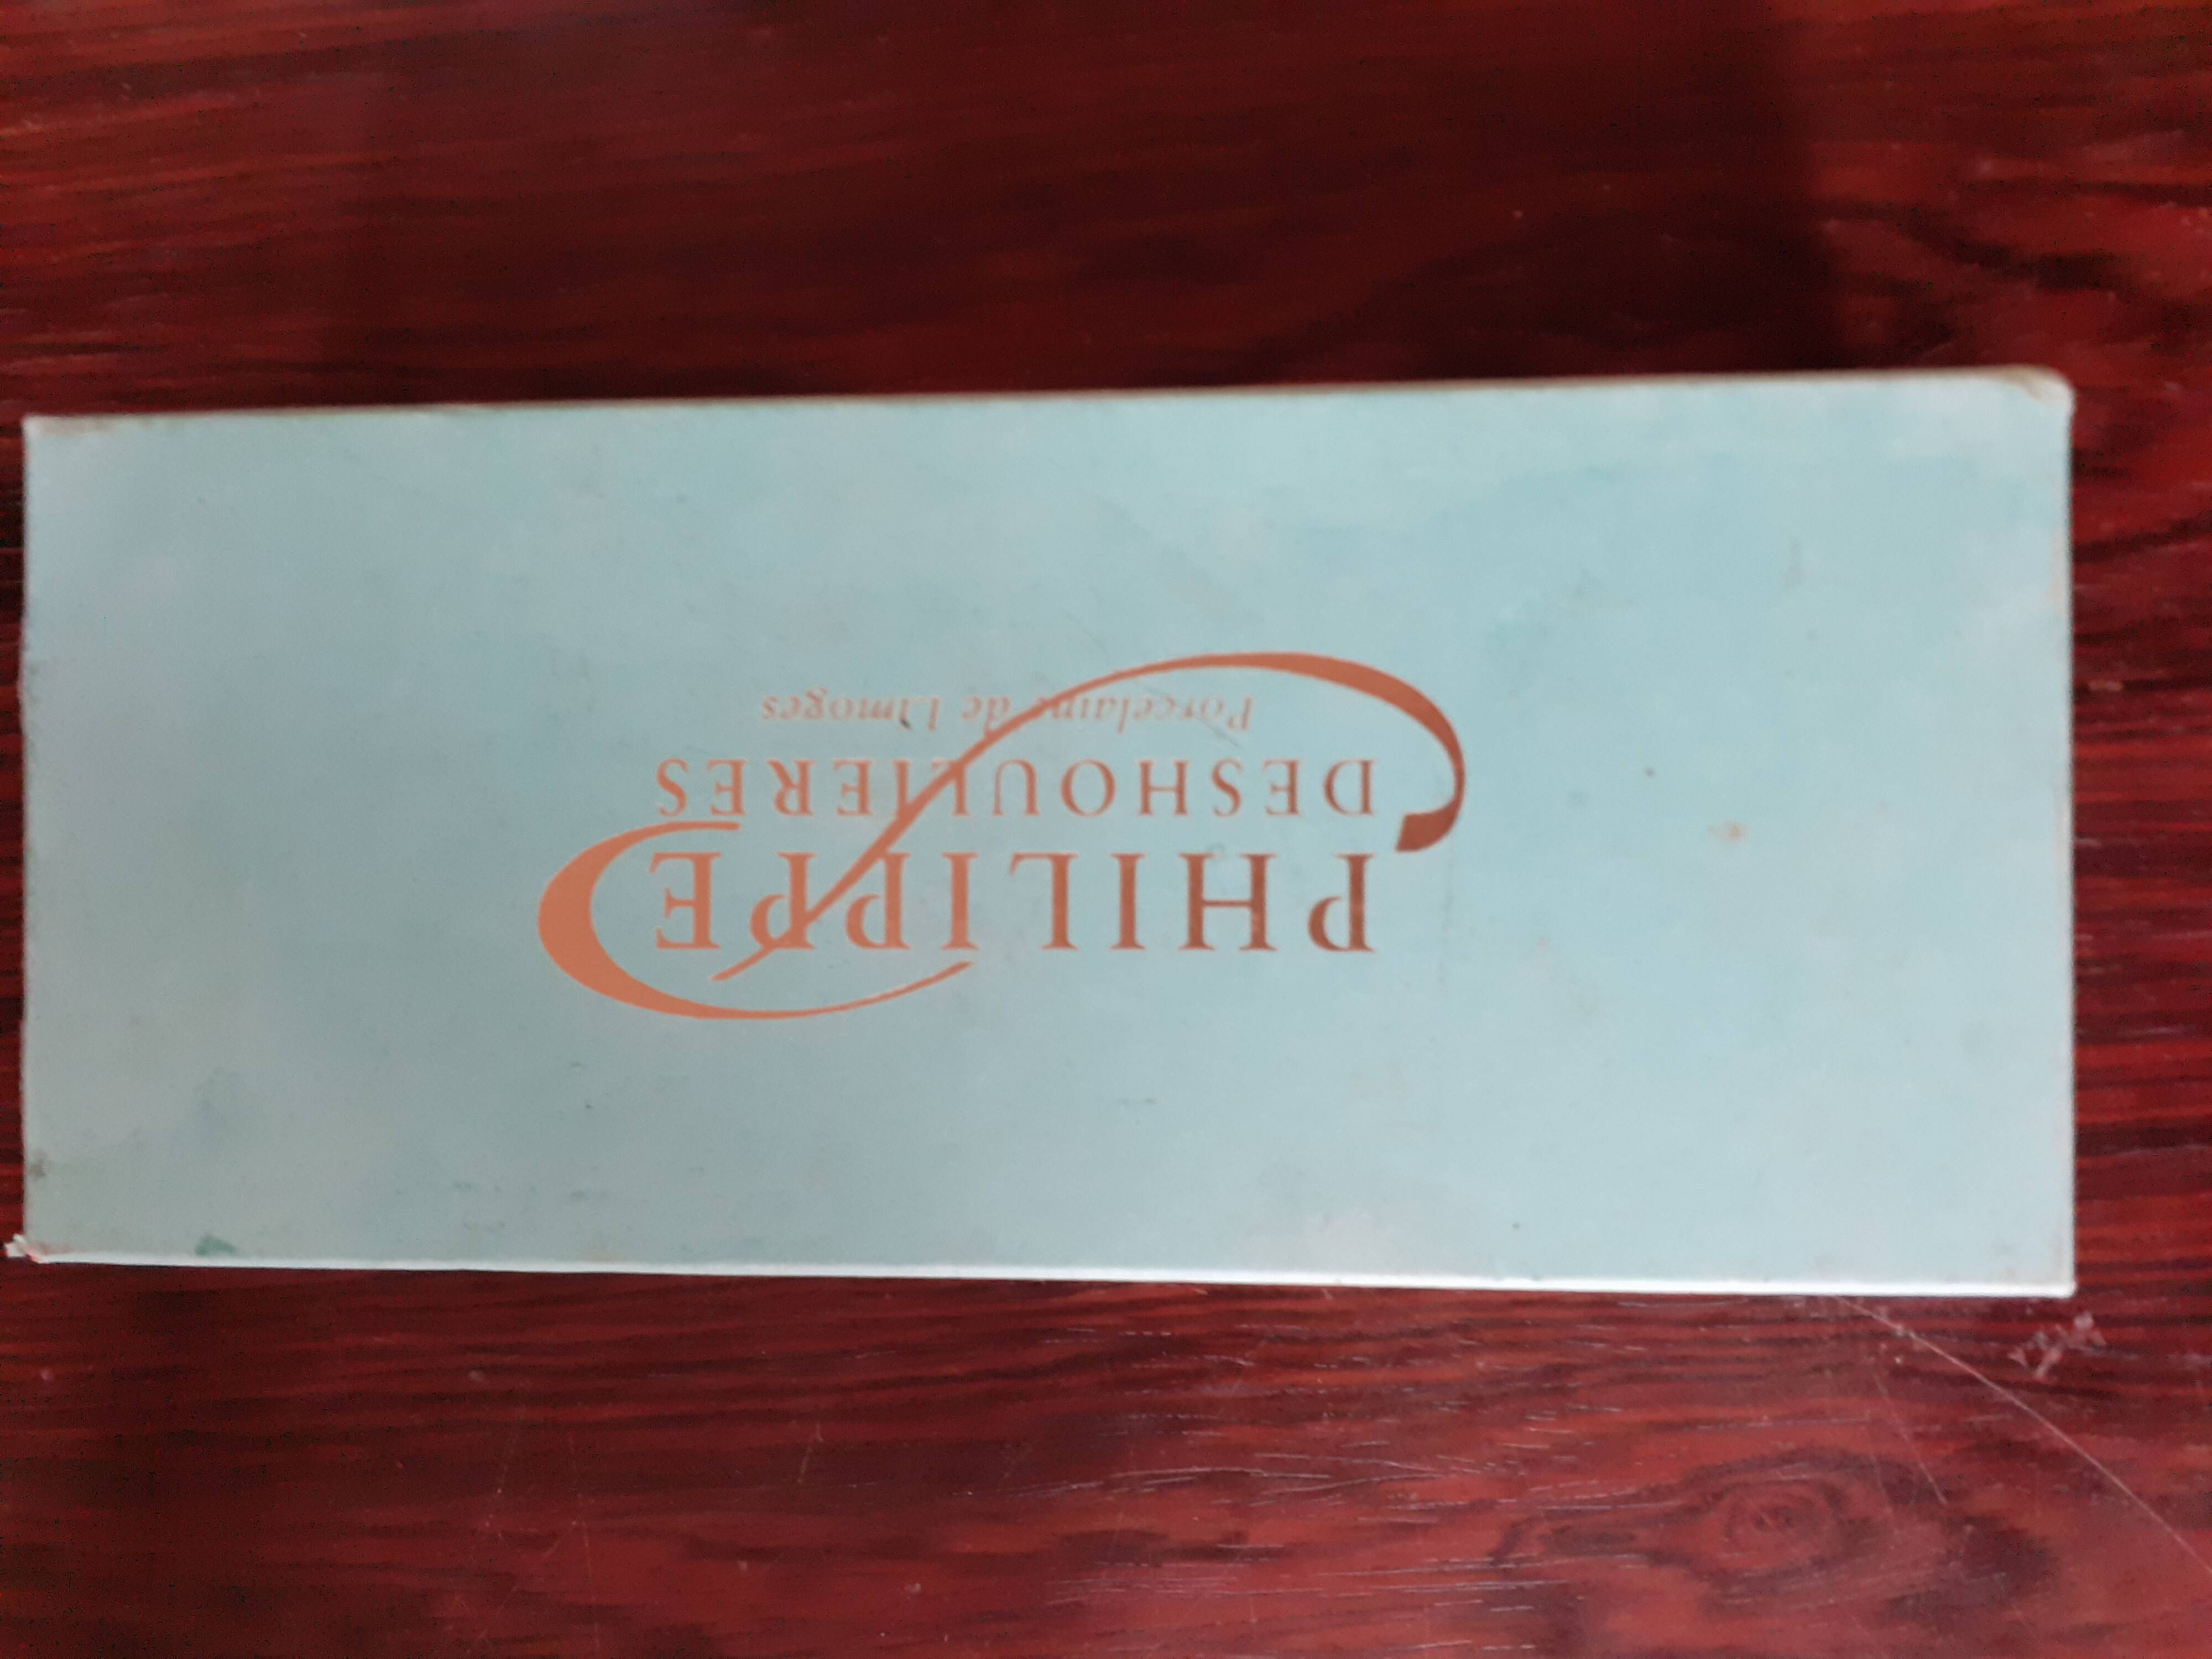 PHILIPPE
DESHOULIERES
Porcelaine de Limoges